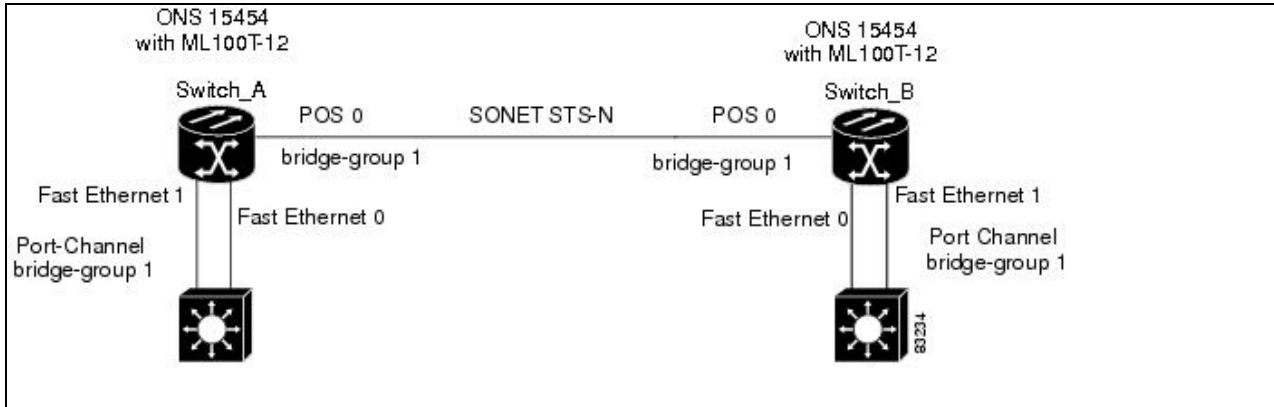 ONS 15454
with ML100T-12
Switch_A
POS 0
SONET STS-N
POS 0
bridge-group 1
bridge-group 1
ONS 15454
with ML100T-12
Switch_B
Fast Ethernet 1
Fast Ethernet 0
Port-Channel
bridge-group 1
Fast Ethernet 0
Fast Ethernet 1
Port Channel
bridge-group 1
83234